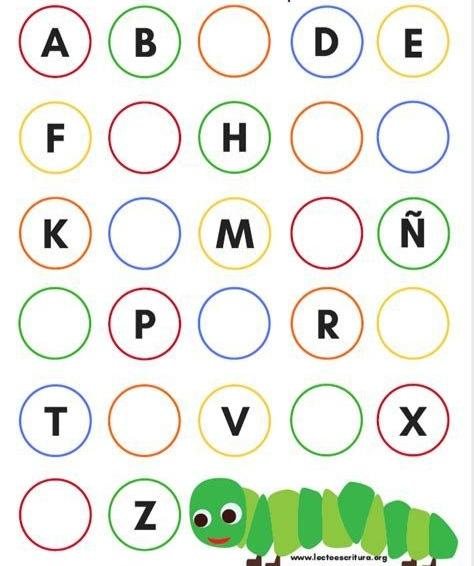 A B D E
F H
K M Ñ
P R
T V X
Z
www.lectoescritura.org